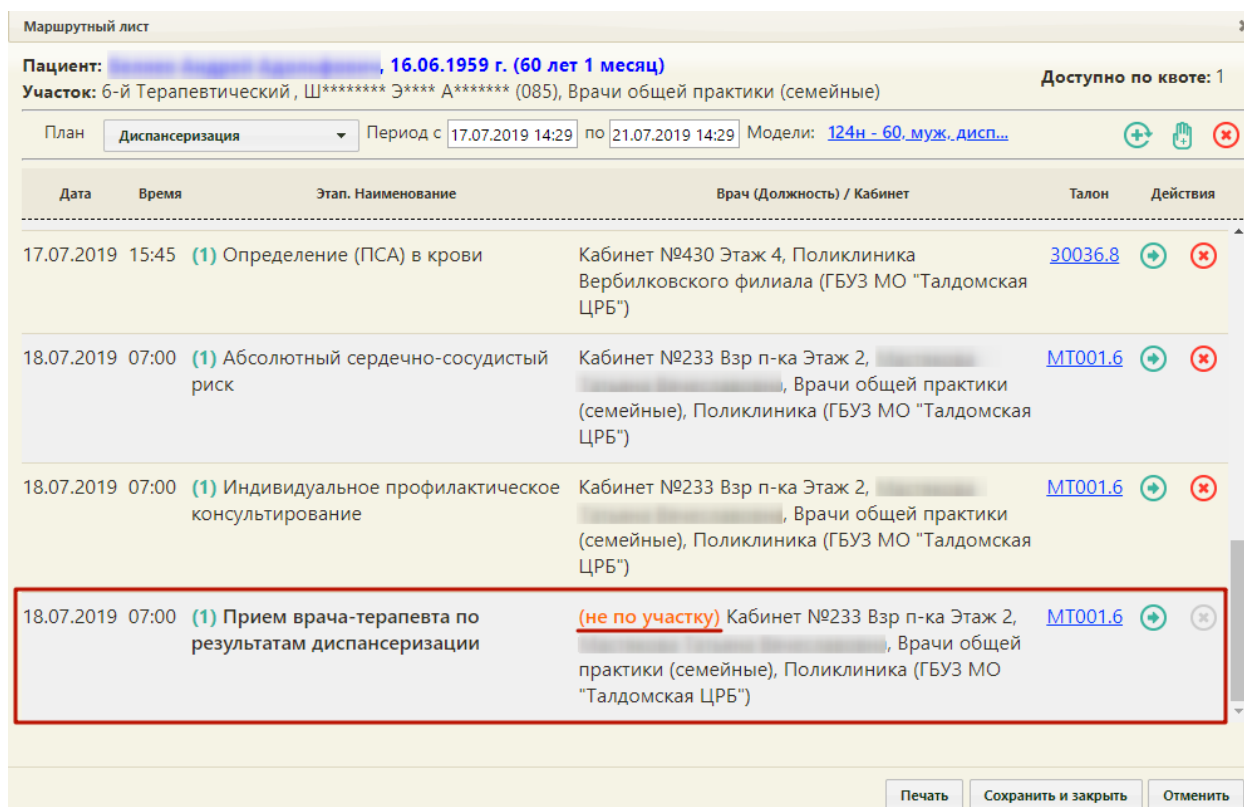 Маршрутный лист
Пациент: , 16.06.1959 г. (60 лет 1 месяц)
Участок: 6-й Терапевтический , Ш******** Э**** А******* (085), Врачи общей практики (семейные)
Доступно по квоте: 1
План Диспансеризация Период с 17.07.2019 14:29 по 21.07.2019 14:29 Модели: 124н - 60, муж, дисп...
Дата Время Этап. Наименование Врач (Должность) / Кабинет Талон Действия
17.07.2019 15:45 (1) Определение (ПСА) в крови Кабинет №430 Этаж 4, Поликлиника 30036.8
Вербилковского филиала (ГБУЗ МО "Талдомская
ЦРБ")
18.07.2019 07:00 (1) Абсолютный сердечно-сосудистый Кабинет №233 Взр п-ка Этаж 2, МТ001.6
риск , Врачи общей практики
(семейные), Поликлиника (ГБУЗ МО "Талдомская
ЦРБ")
18.07.2019 07:00 (1) Индивидуальное профилактическое Кабинет №233 Взр п-ка Этаж 2, МТ001.6
консультирование , Врачи общей практики
(семейные), Поликлиника (ГБУЗ МО "Талдомская
ЦРБ")
18.07.2019 07:00 (1) Прием врача-терапевта по (не по участку) Кабинет №233 Взр п-ка Этаж 2, МТ001.6
результатам диспансеризации , Врачи общей
практики (семейные), Поликлиника (ГБУЗ МО
"Талдомская ЦРБ")
Печать Сохранить и закрыть Отменить